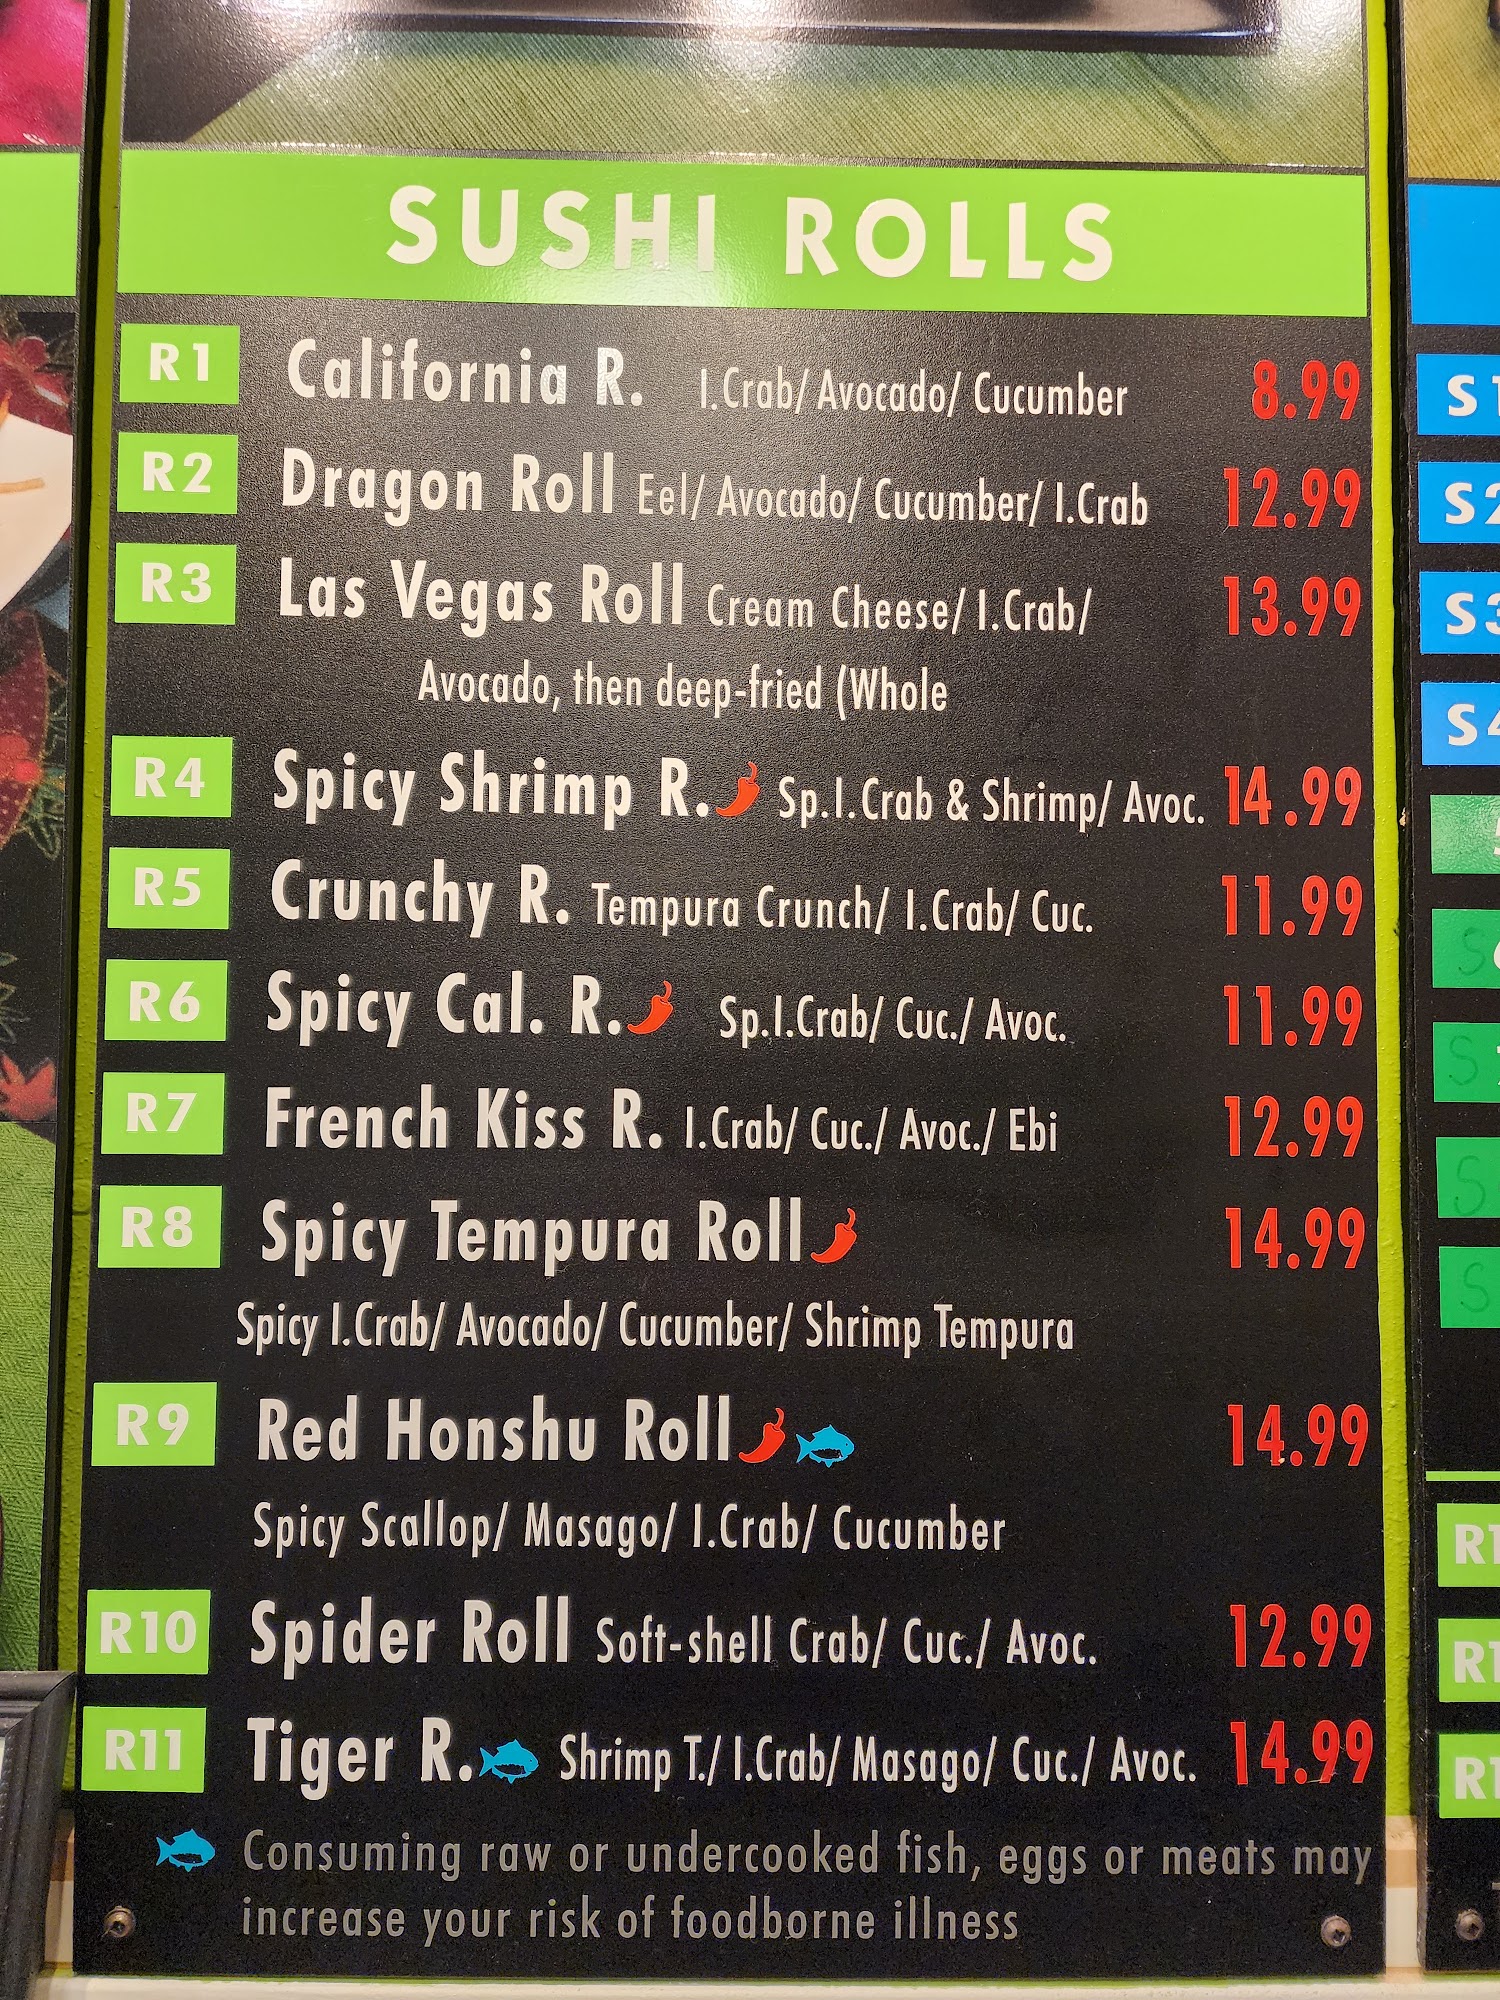 SUSHI ROLLS
R1 California R. I.Crab/ Avocado/ Cucumber 8.99
R2 Dragon Roll Eel/ Avocado/ Cucumber/ I.Crab 12.99
R3 Las Vegas Roll Cream Cheese/ I.Crab/ 13.99
Avocado, then deep-fried (Whole
R4 Spicy Shrimp R. Sp.I.Crab & Shrimp/ Avoc. 14.99
R5 Crunchy R. Tempura Crunch/ I.Crab/ Cuc. 11.99
R6 Spicy Cal. R. Sp.I.Crab/ Cuc./ Avoc. 11.99
R7 French Kiss R. I.Crab/ Cuc./ Avoc./ Ebi 12.99
R8 Spicy Tempura Roll 14.99
Spicy I.Crab/ Avocado/ Cucumber/ Shrimp Tempura
R9 Red Honshu Roll 14.99
Spicy Scallop/ Masago/ I.Crab/ Cucumber
R10 Spider Roll Soft-shell Crab/ Cuc./ Avoc. 12.99
R11 Tiger R. Shrimp T./ I.Crab/ Masago/ Cuc./ Avoc. 14.99
Consuming raw or undercooked fish, eggs or meats may
increase your risk of foodborne illness
S2
S3
S4